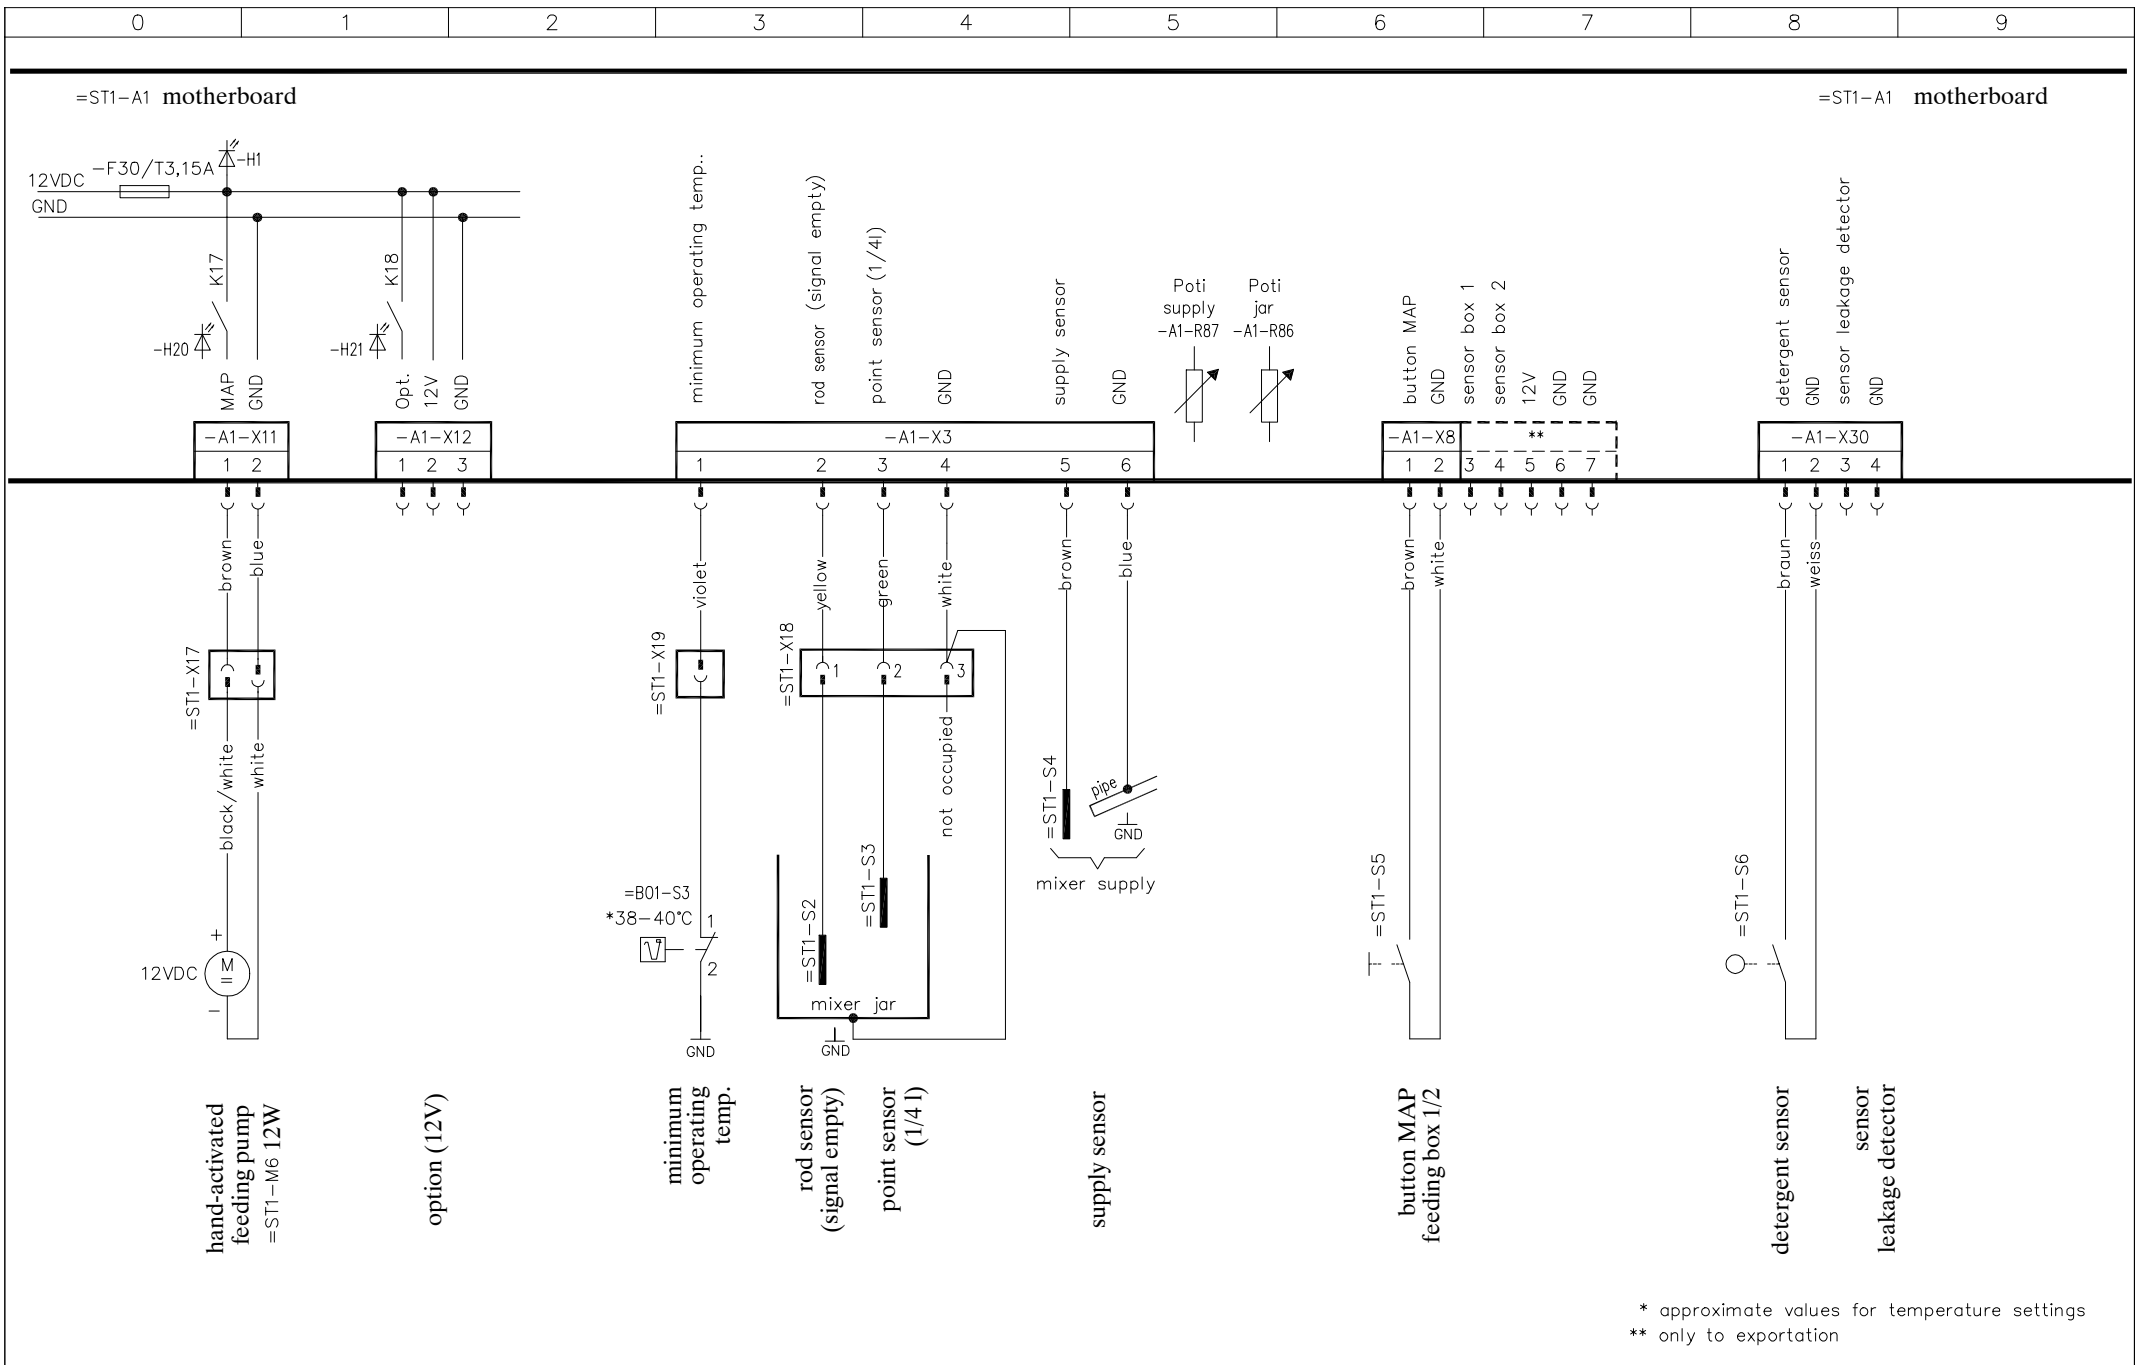 0 1 2 3 4 5 6 7 8 9
=ST1-A1 motherboard
=ST1-A1 motherboard
-H1
-F30/T3,15A
12VDC
GND
K17
K18
-H20
-H21
MAP
GND
Opt.
12V
GND
minimum operating temp..
rod sensor (signal empty)
point sensor (1/4l)
GND
supply sensor
GND
Poti
supply
-A1-R87
Poti
jar
-A1-R86
button MAP
GND
sensor box 1
sensor box 2
12V
GND
GND
detergent sensor
GND
sensor leakage detector
GND
-A1-X11
1 2
-A1-X12
1 2 3
-A1-X3
1 2 3 4 5 6
-A1-X8
**
1 2 3 4 5 6 7
-A1-X30
1 2 3 4
brown
blue
violet
yellow
green
white
brown
blue
brown
white
braun
weiss
=ST1-X17
=ST1-X19
=ST1-X18
1 2 3
black/white
white
not occupied
=ST1-S4
pipe
GND
mixer supply
=B01-S3
*38-40°C
1
2
GND
=ST1-S2
=ST1-S3
mixer jar
GND
=ST1-S5
=ST1-S6
+
12VDC
M
=
-
hand-activated
feeding pump
=ST1-M6 12W
option (12V)
minimum
operating
temp.
rod sensor
(signal empty)
point sensor
(1/4 l)
supply sensor
button MAP
feeding box 1/2
detergent sensor
sensor
leakage detector
* approximate values for temperature settings
** only to exportation